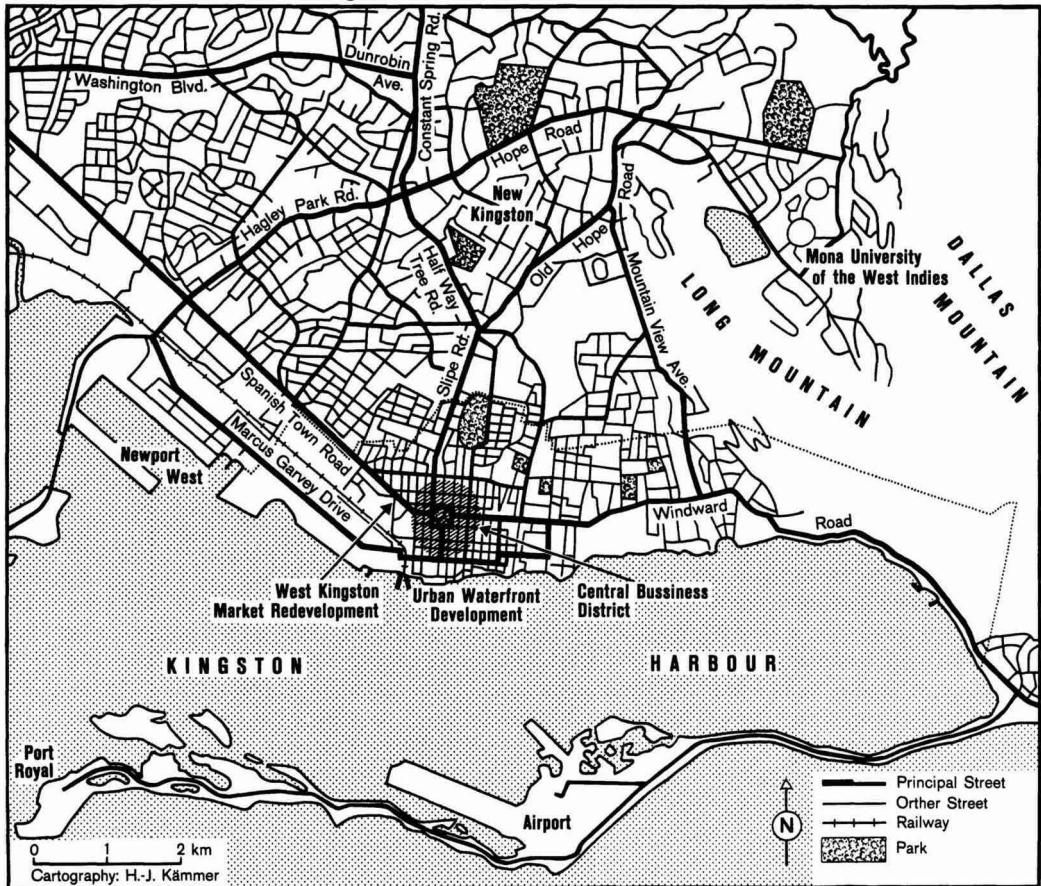 Washington Blvd.
Dunrobin
Ave.
Constant Spring Rd.
Hope Road
Hagley Park Rd.
New
Kingston
Half Way
Tree Rd.
Old Hope Road
Mountain View Ave.
Slipe Rd.
LONG
MOUNTAIN
Mona University
of the West Indies
DALLAS
MOUNTAIN
Spanish Town Road
Marcus Garvey Drive
Newport
West
Windward Road
West Kingston
Market Redevelopment
Urban Waterfront
Development
Central Bussiness
District
KINGSTON HARBOUR
Port
Royal
Airport
0 1 2 km
Cartography: H.-J. Kämmer
N
Principal Street
Orther Street
Railway
Park